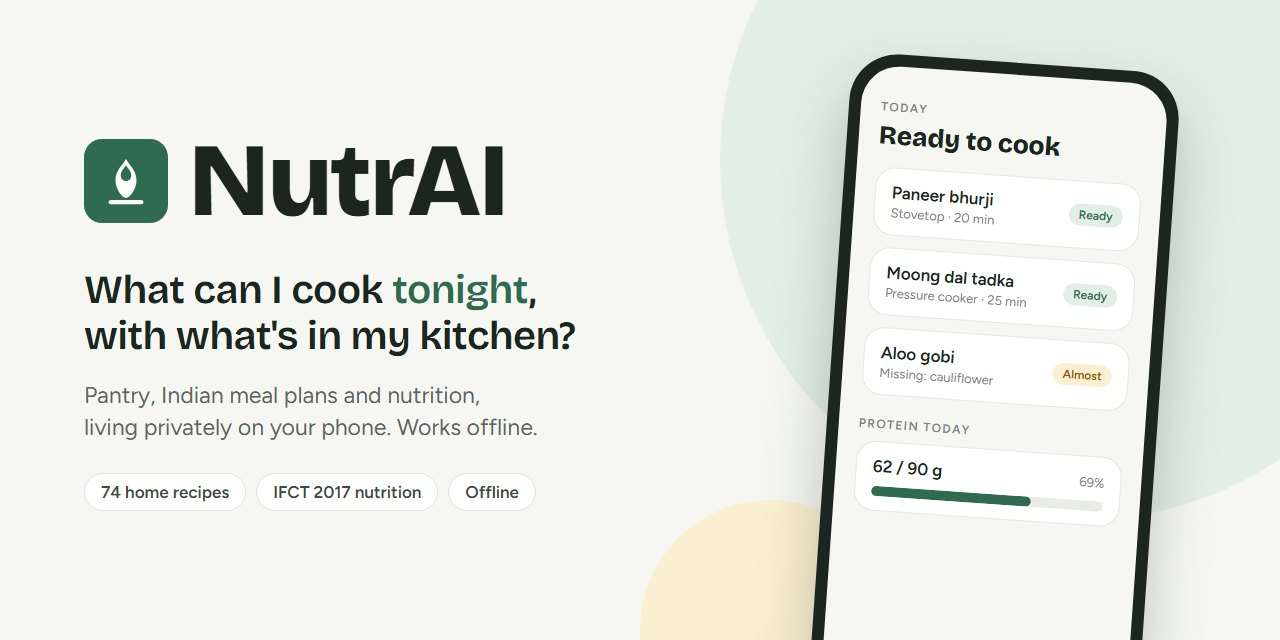 NutrAI
What can I cook tonight,
with what's in my kitchen?
Pantry, Indian meal plans and nutrition,
living privately on your phone. Works offline.
74 home recipes
IFCT 2017 nutrition
Offline
TODAY
Ready to cook
Paneer bhurji
Stovetop · 20 min
Ready
Moong dal tadka
Pressure cooker · 25 min
Ready
Aloo gobi
Missing: cauliflower
Almost
PROTEIN TODAY
62 / 90 g
69%